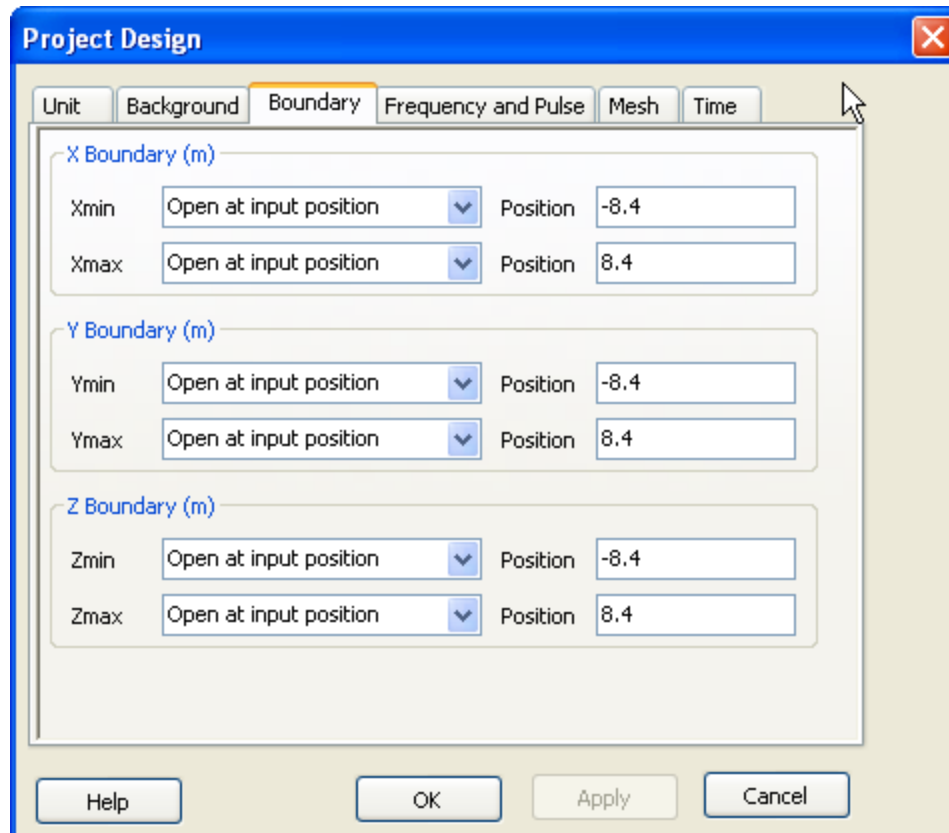 Project Design
Unit Background Boundary Frequency and Pulse Mesh Time
X Boundary (m)
Xmin Open at input position Position -8.4
Xmax Open at input position Position 8.4
Y Boundary (m)
Ymin Open at input position Position -8.4
Ymax Open at input position Position 8.4
Z Boundary (m)
Zmin Open at input position Position -8.4
Zmax Open at input position Position 8.4
Help OK Apply Cancel